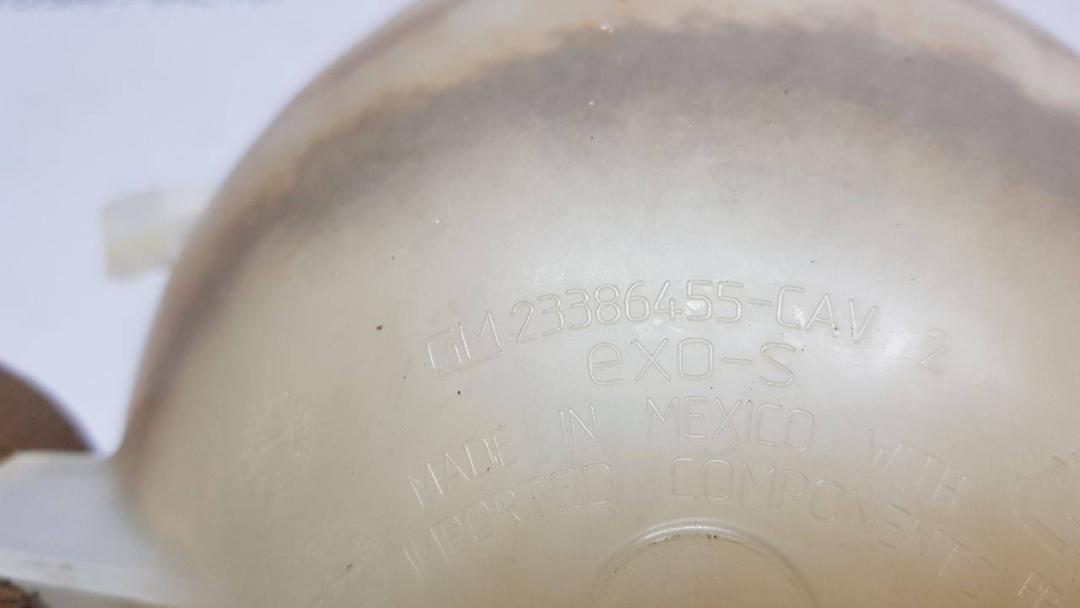 GM 23386455-CAV 2
exo-s
MADE IN MEXICO WITH
IMPORTED COMPONENTS